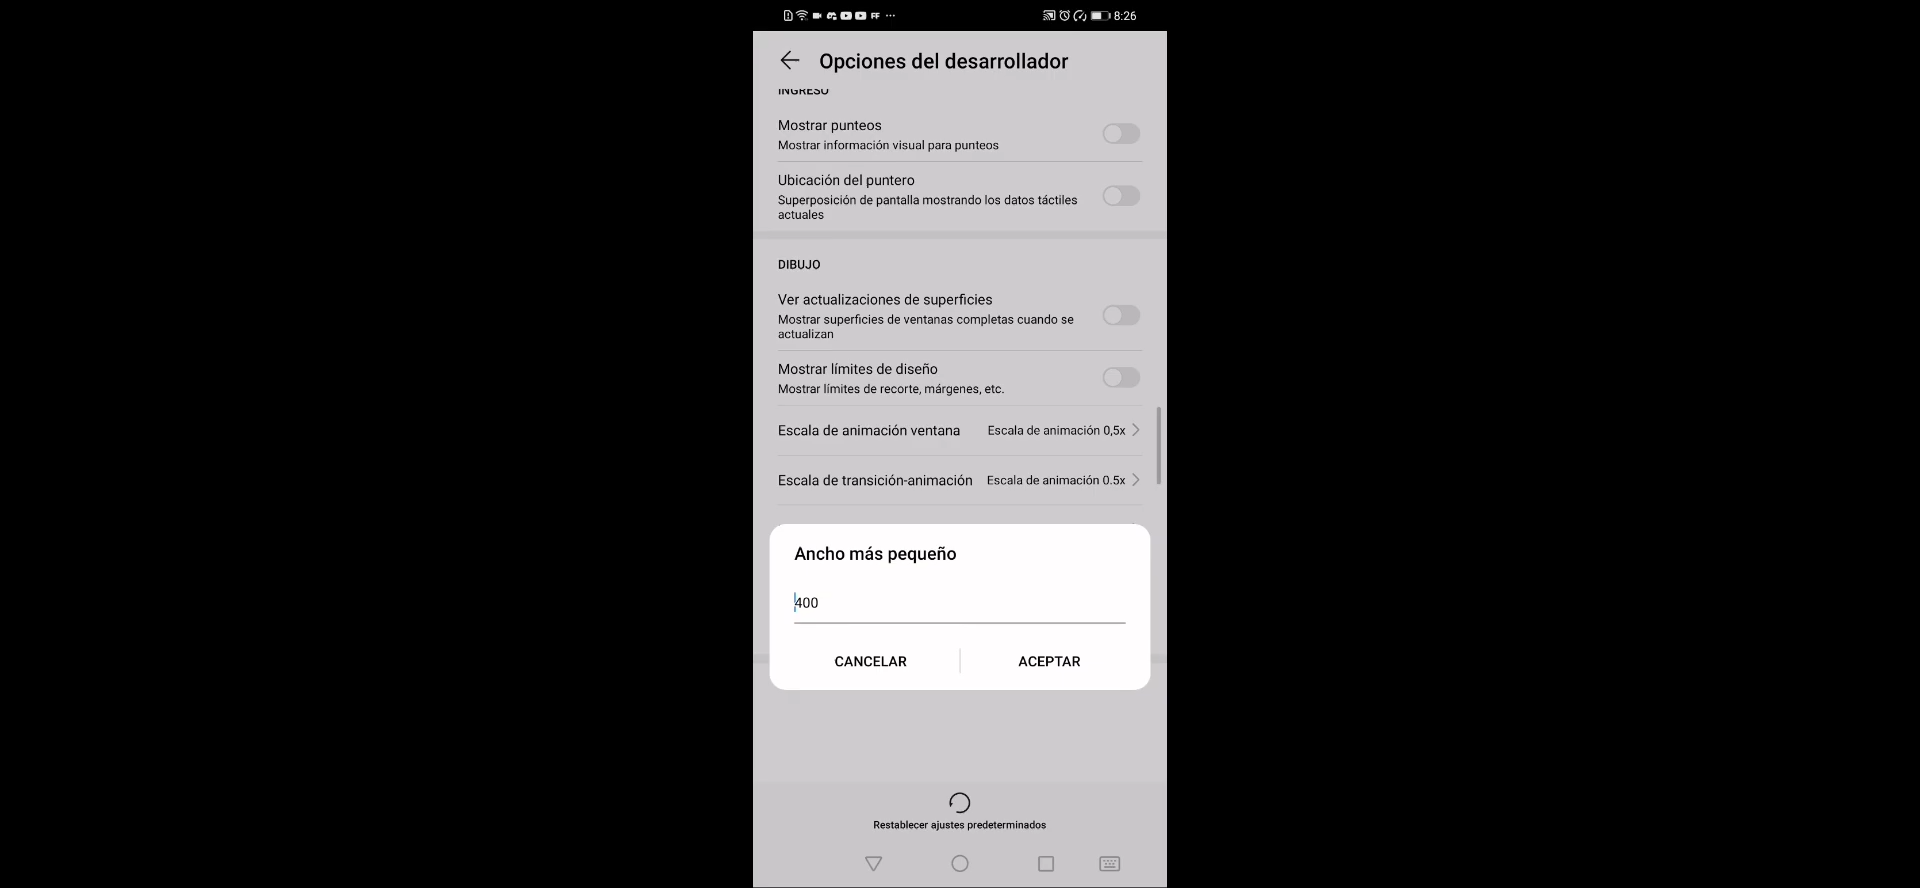 8:26
Opciones del desarrollador
INGRESO
Mostrar punteos
Mostrar información visual para punteos
Ubicación del puntero
Superposición de pantalla mostrando los datos táctiles
actuales
DIBUJO
Ver actualizaciones de superficies
Mostrar superficies de ventanas completas cuando se
actualizan
Mostrar límites de diseño
Mostrar límites de recorte, márgenes, etc.
Escala de animación ventana Escala de animación 0,5x
Escala de transición-animación Escala de animación 0.5x
Ancho más pequeño
400
CANCELAR ACEPTAR
Restablecer ajustes predeterminados